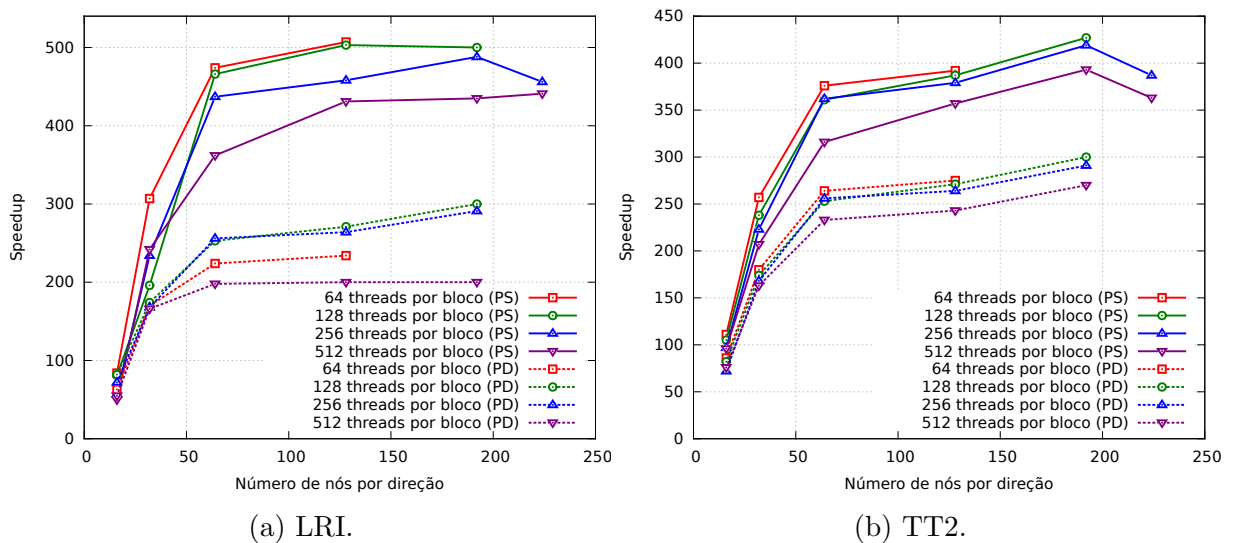 500
400
300
200
100
0
Speedup
0 50 100 150 200 250
Número de nós por direção
64 threads por bloco (PS)
128 threads por bloco (PS)
256 threads por bloco (PS)
512 threads por bloco (PS)
64 threads por bloco (PD)
128 threads por bloco (PD)
256 threads por bloco (PD)
512 threads por bloco (PD)
(a) LRI.
450
400
350
300
250
200
150
100
50
0
Speedup
0 50 100 150 200 250
Número de nós por direção
64 threads por bloco (PS)
128 threads por bloco (PS)
256 threads por bloco (PS)
512 threads por bloco (PS)
64 threads por bloco (PD)
128 threads por bloco (PD)
256 threads por bloco (PD)
512 threads por bloco (PD)
(b) TT2.